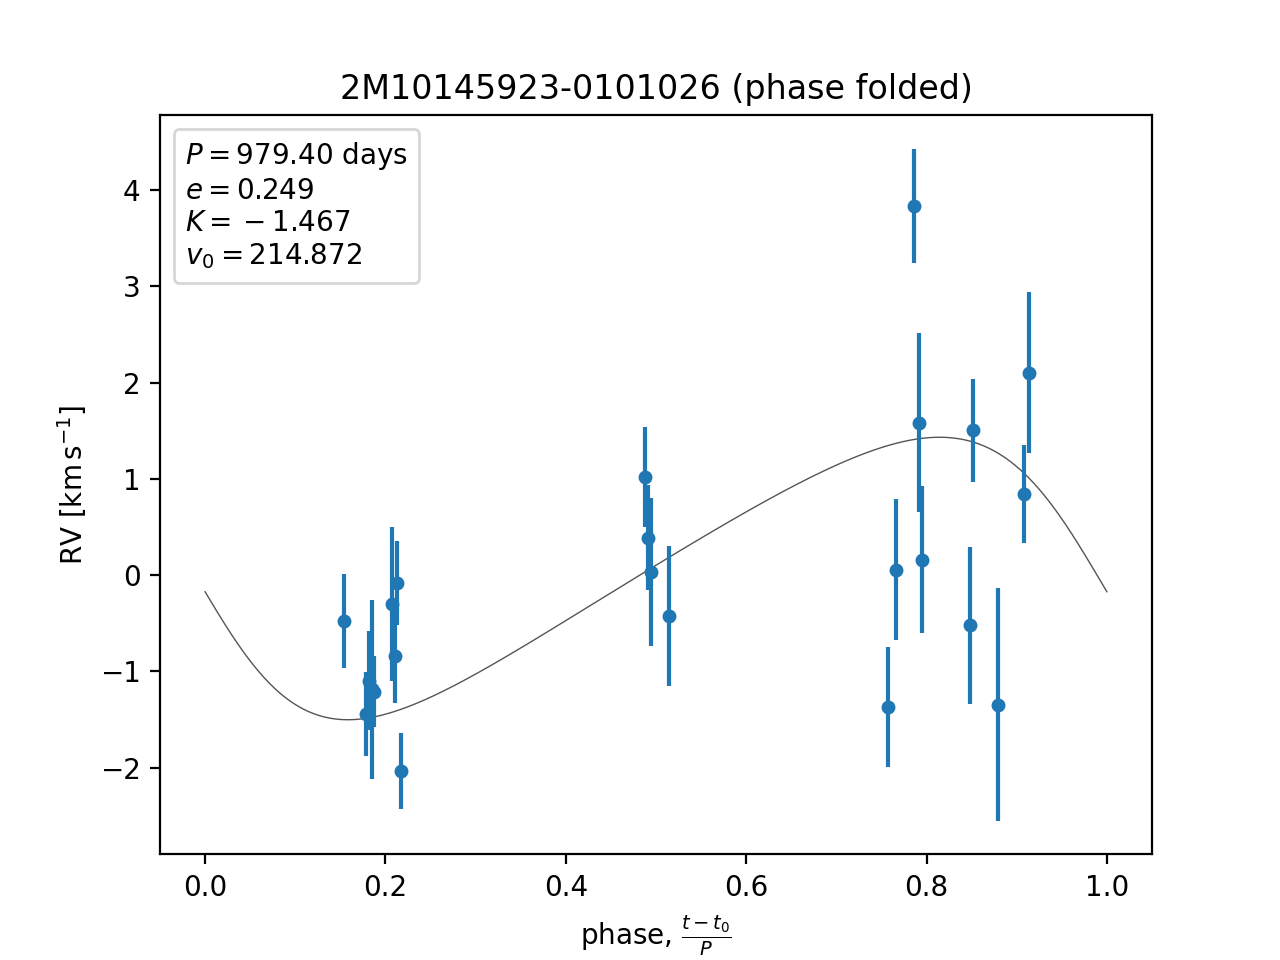 2M10145923-0101026 (phase folded)
P = 979.40 days
e = 0.249
K = −1.467
v₀ = 214.872
4
3
2
1
0
−1
−2
RV [km s⁻¹]
0.0 0.2 0.4 0.6 0.8 1.0
phase, (t − t₀)/P